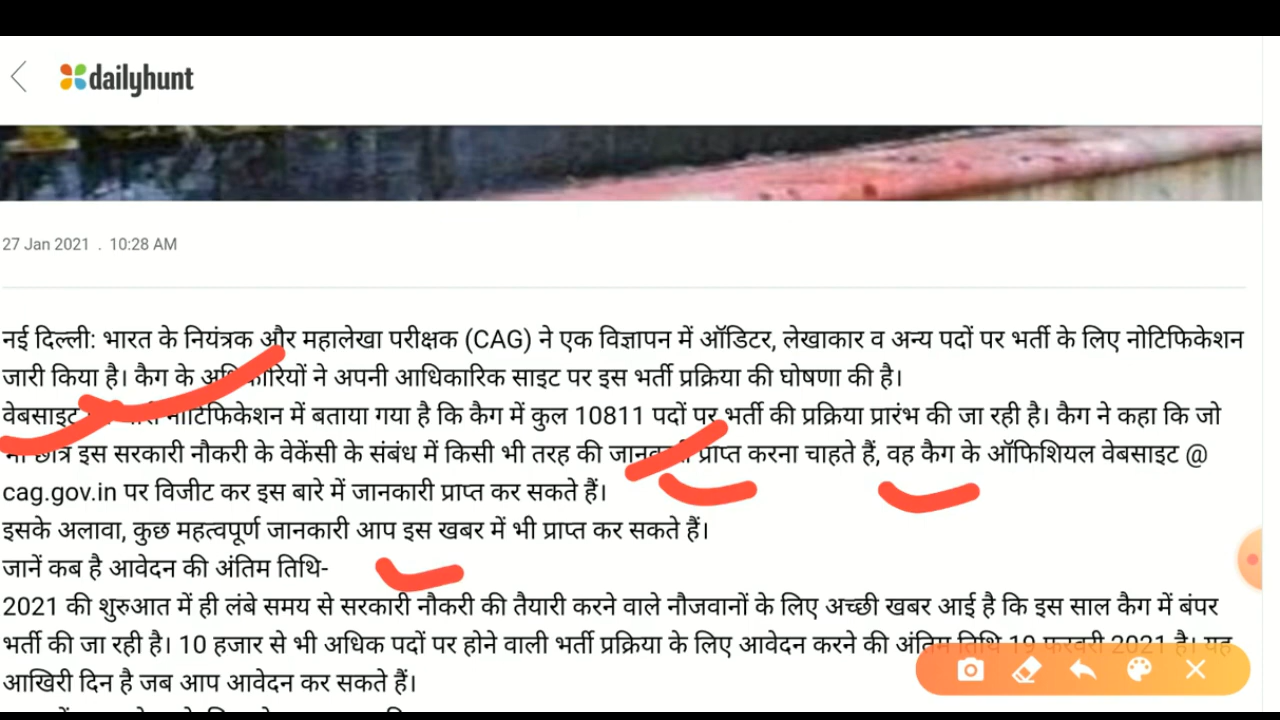 dailyhunt
27 Jan 2021 . 10:28 AM
नई दिल्ली: भारत के नियंत्रक और महालेखा परीक्षक (CAG) ने एक विज्ञापन में ऑडिटर, लेखाकार व अन्य पदों पर भर्ती के लिए नोटिफिकेशन
जारी किया है। कैग के अधिकारियों ने अपनी आधिकारिक साइट पर इस भर्ती प्रक्रिया की घोषणा की है।
वेबसाइट नोटिफिकेशन में बताया गया है कि कैग में कुल 10811 पदों पर भर्ती की प्रक्रिया प्रारंभ की जा रही है। कैग ने कहा कि जो
भी छात्र इस सरकारी नौकरी के वेकेंसी के संबंध में किसी भी तरह की जानकारी प्राप्त करना चाहते हैं, वह कैग के ऑफिशियल वेबसाइट @
cag.gov.in पर विजीट कर इस बारे में जानकारी प्राप्त कर सकते हैं।
इसके अलावा, कुछ महत्वपूर्ण जानकारी आप इस खबर में भी प्राप्त कर सकते हैं।
जानें कब है आवेदन की अंतिम तिथि-
2021 की शुरुआत में ही लंबे समय से सरकारी नौकरी की तैयारी करने वाले नौजवानों के लिए अच्छी खबर आई है कि इस साल कैग में बंपर
भर्ती की जा रही है। 10 हजार से भी अधिक पदों पर होने वाली भर्ती प्रक्रिया के लिए आवेदन करने की अंतिम तिथि 19 फरवरी 2021 है। यह
आखिरी दिन है जब आप आवेदन कर सकते हैं।